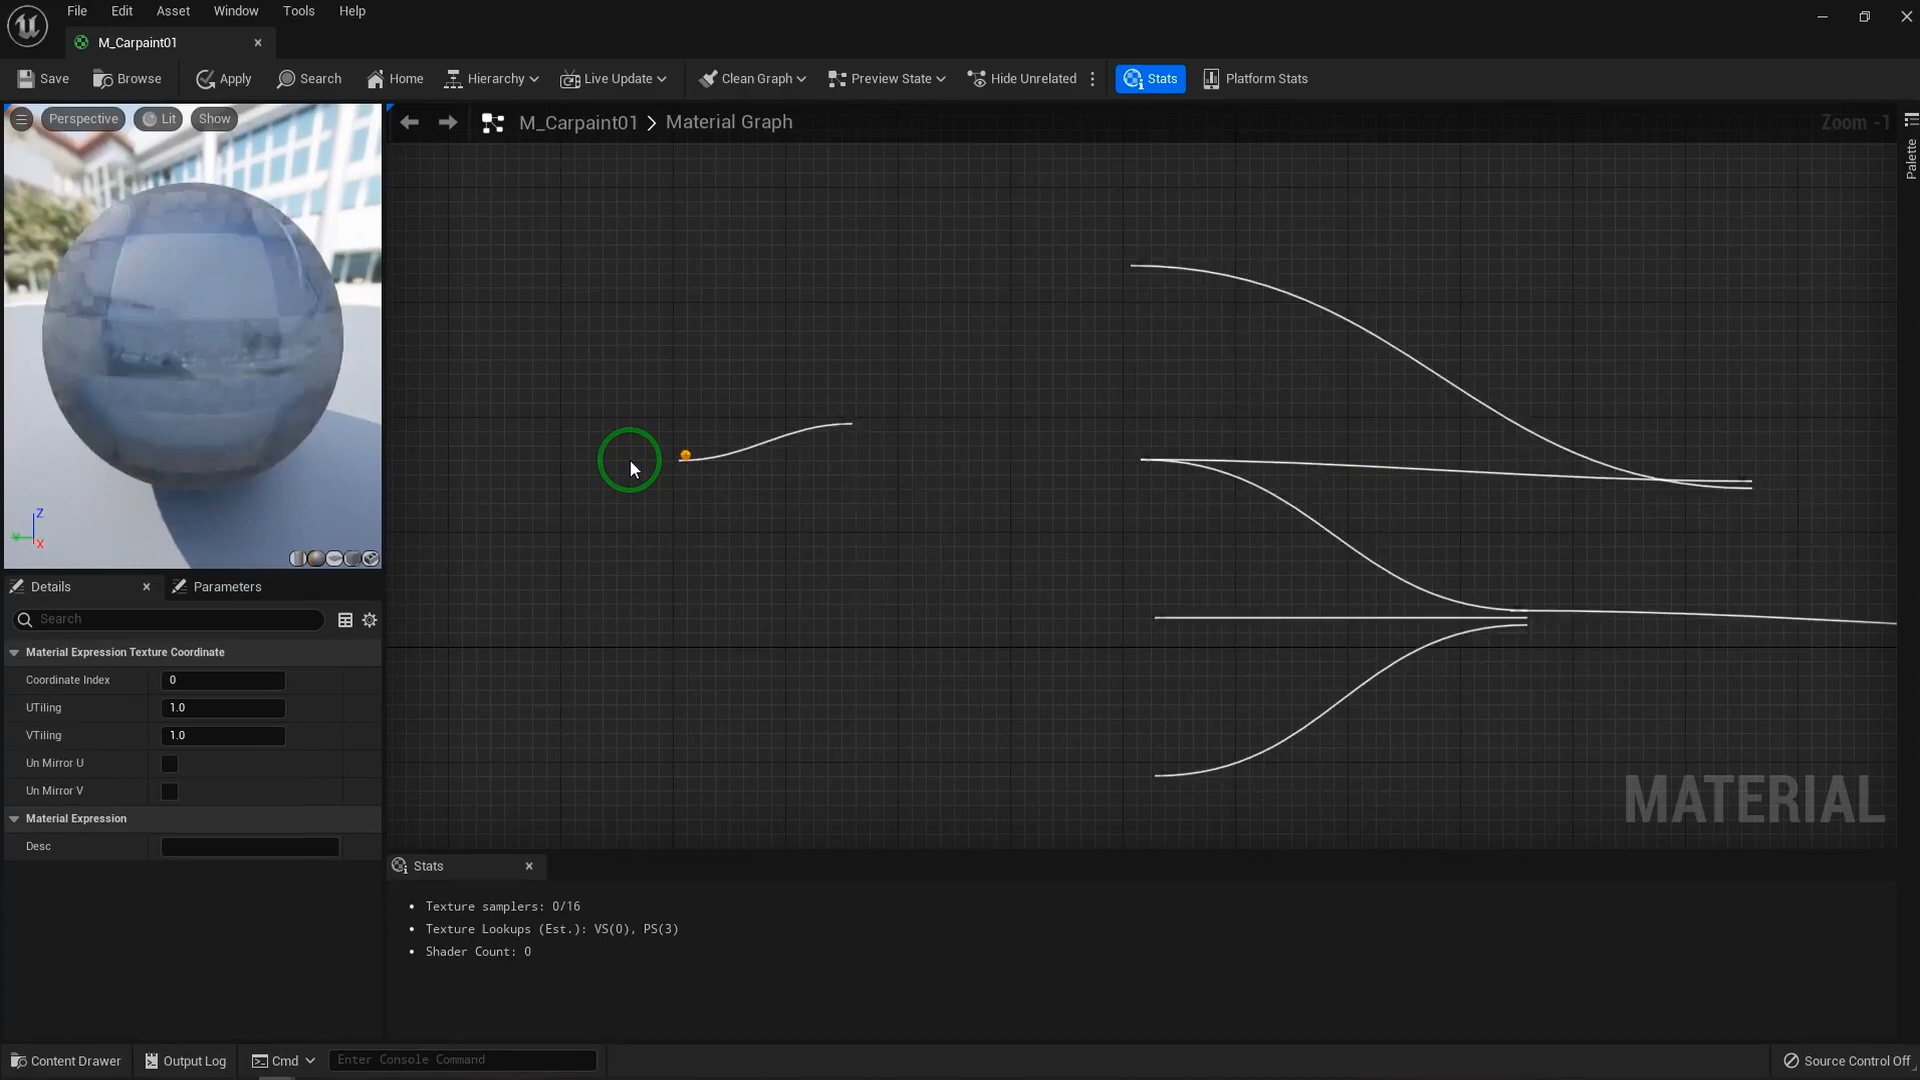 File Edit Asset Window Tools Help
M_Carpaint01
Save Browse Apply Search Home Hierarchy Live Update Clean Graph Preview State Hide Unrelated Stats Platform Stats
Perspective Lit Show
M_Carpaint01 > Material Graph
Zoom -1
Palette
Z
Y
X
MATERIAL
Details
Parameters
Search
Material Expression Texture Coordinate
Coordinate Index 0
UTiling 1.0
VTiling 1.0
Un Mirror U
Un Mirror V
Material Expression
Desc
Stats
• Texture samplers: 0/16
• Texture Lookups (Est.): VS(0), PS(3)
• Shader Count: 0
Content Drawer Output Log Cmd Enter Console Command Source Control Off